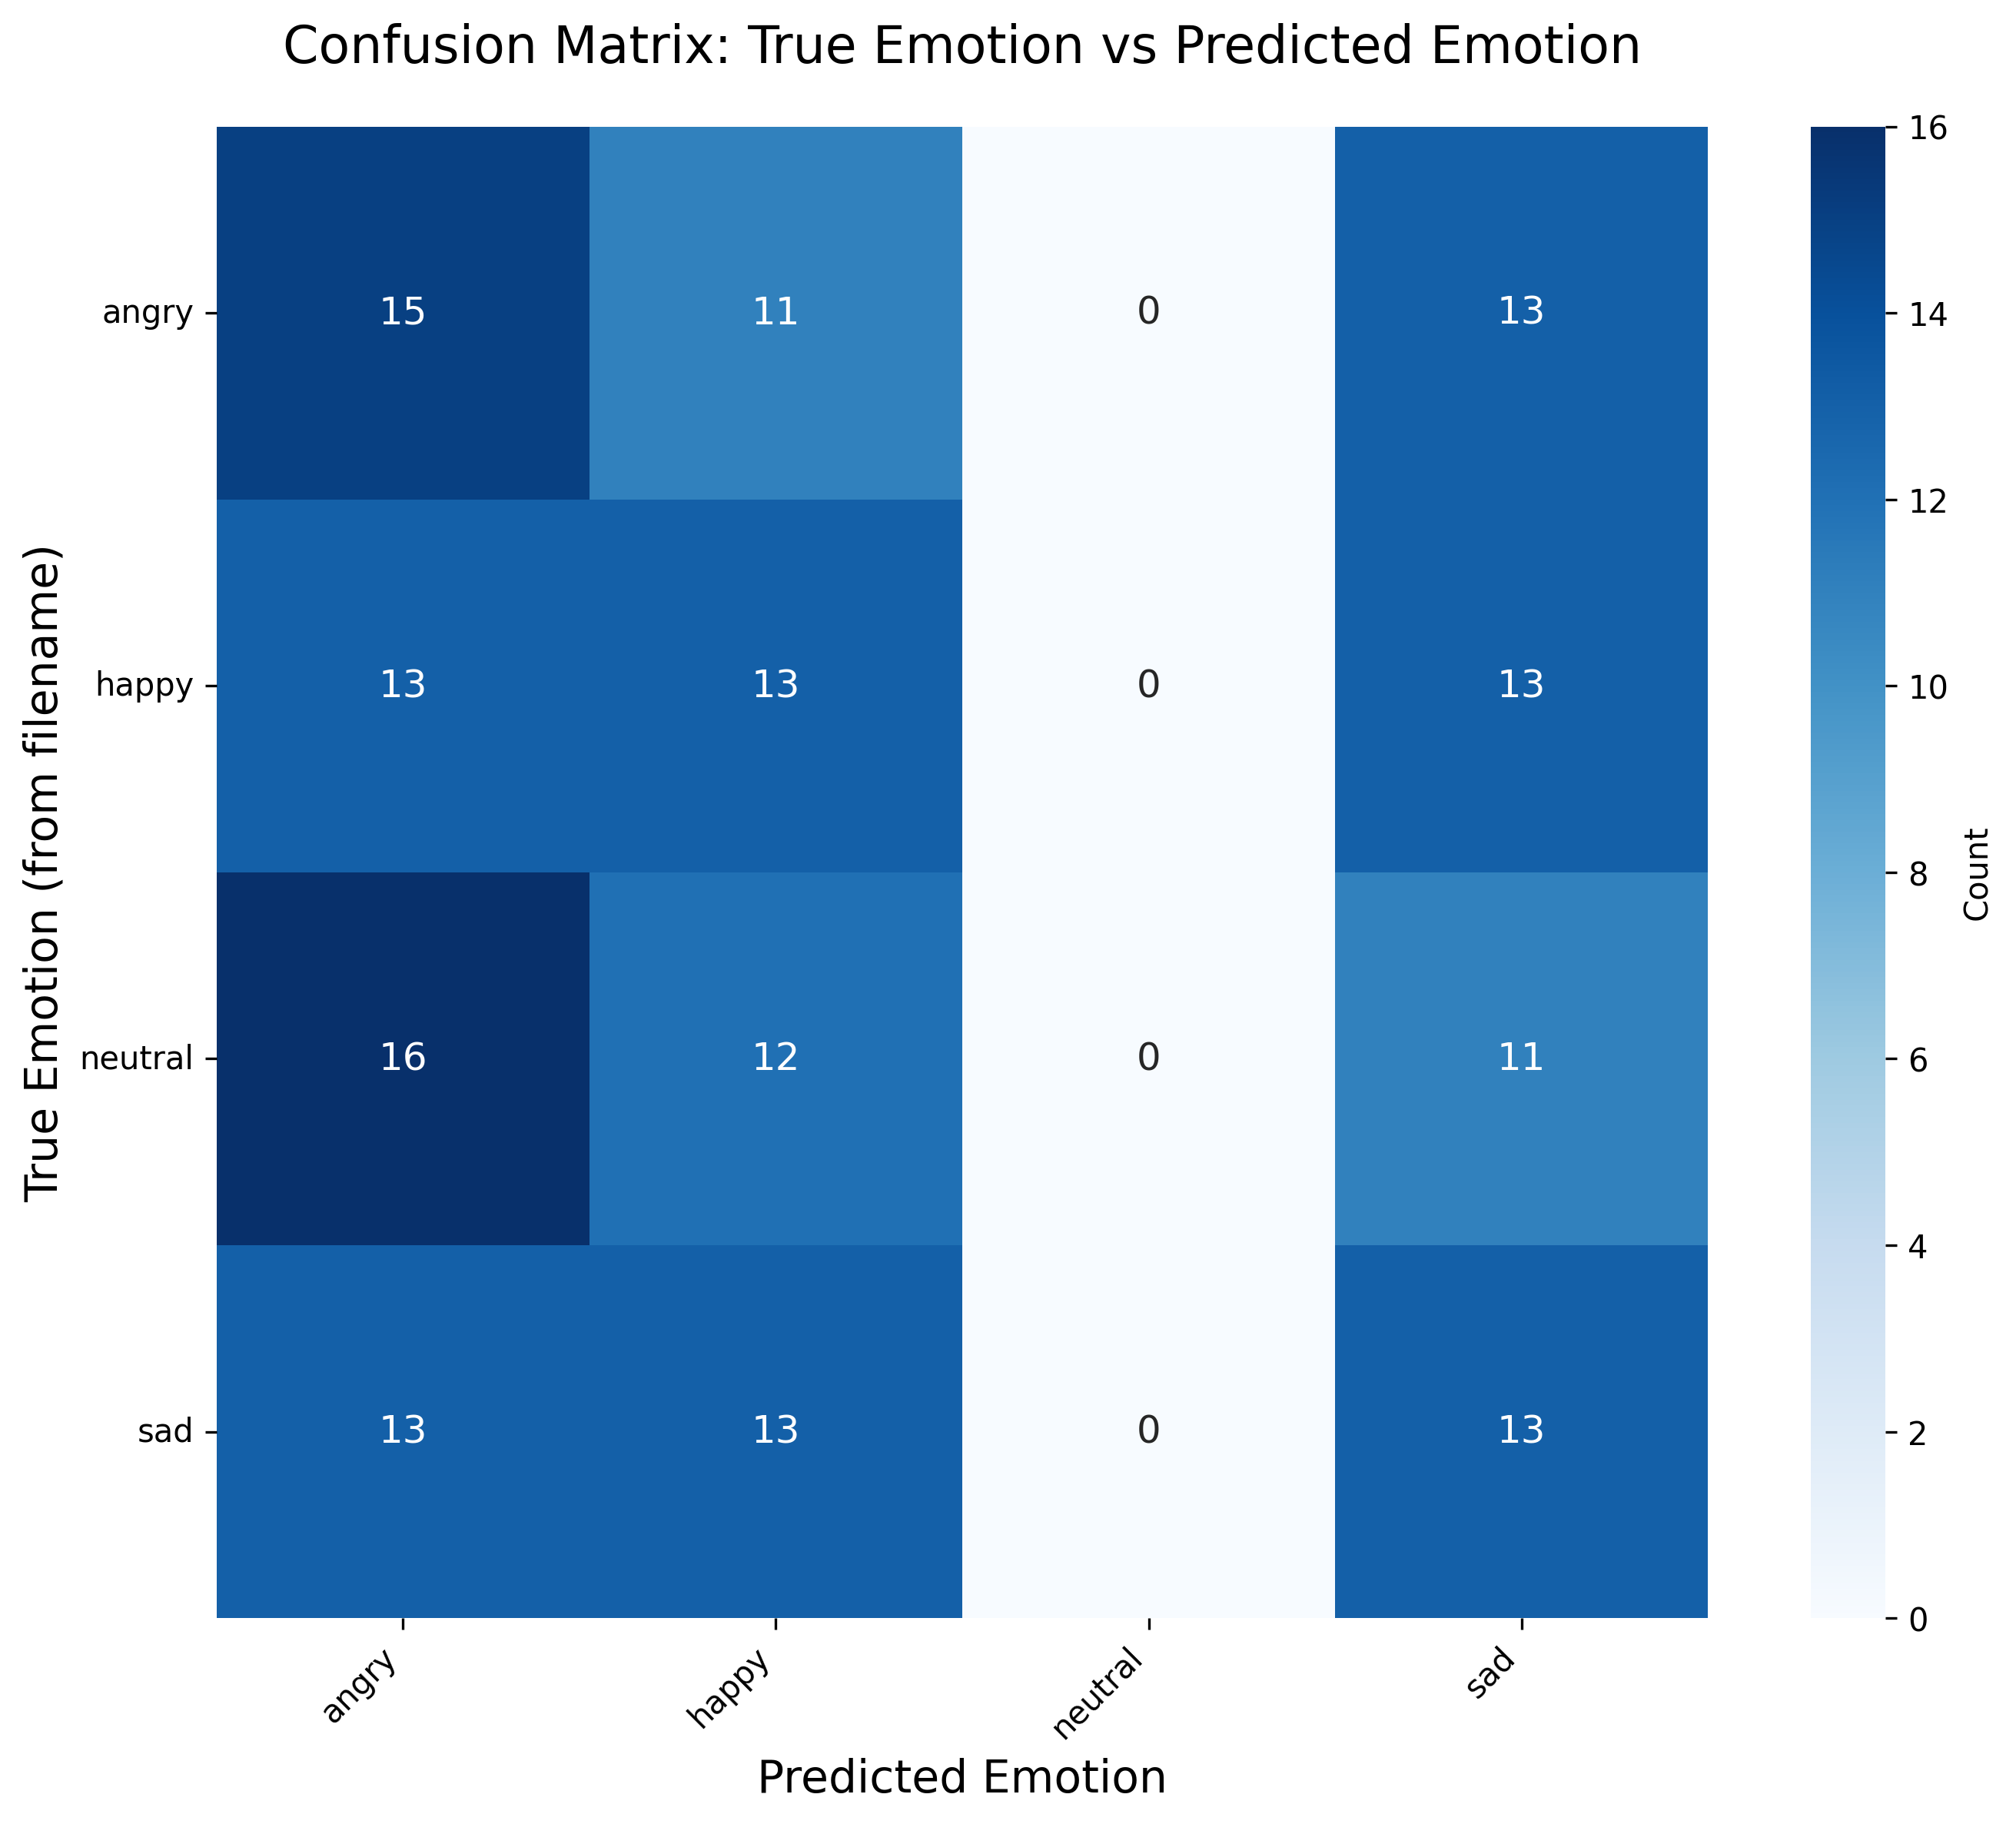 Confusion Matrix: True Emotion vs Predicted Emotion
True Emotion (from filename)
angry
15 11 0 13
happy
13 13 0 13
neutral
16 12 0 11
sad
13 13 0 13
angry
happy
neutral
sad
Predicted Emotion
16
14
12
10
8
6
4
2
0
Count